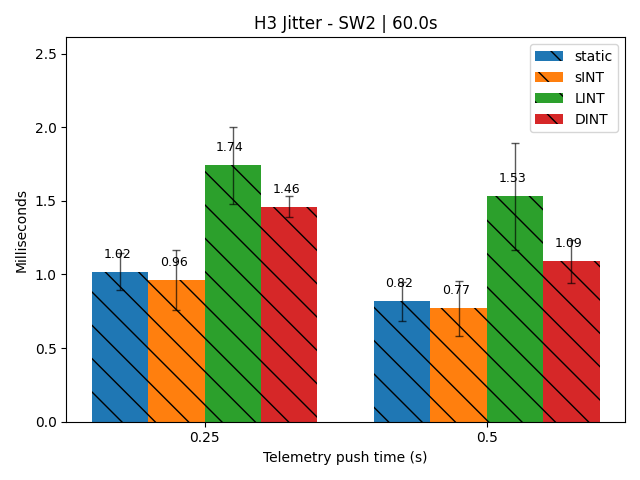 H3 Jitter - SW2 | 60.0s
2.5
2.0
1.5
1.0
0.5
0.0
Milliseconds
static
sINT
LINT
DINT
1.02
0.96
1.74
1.46
0.82
0.77
1.53
1.09
0.25
0.5
Telemetry push time (s)